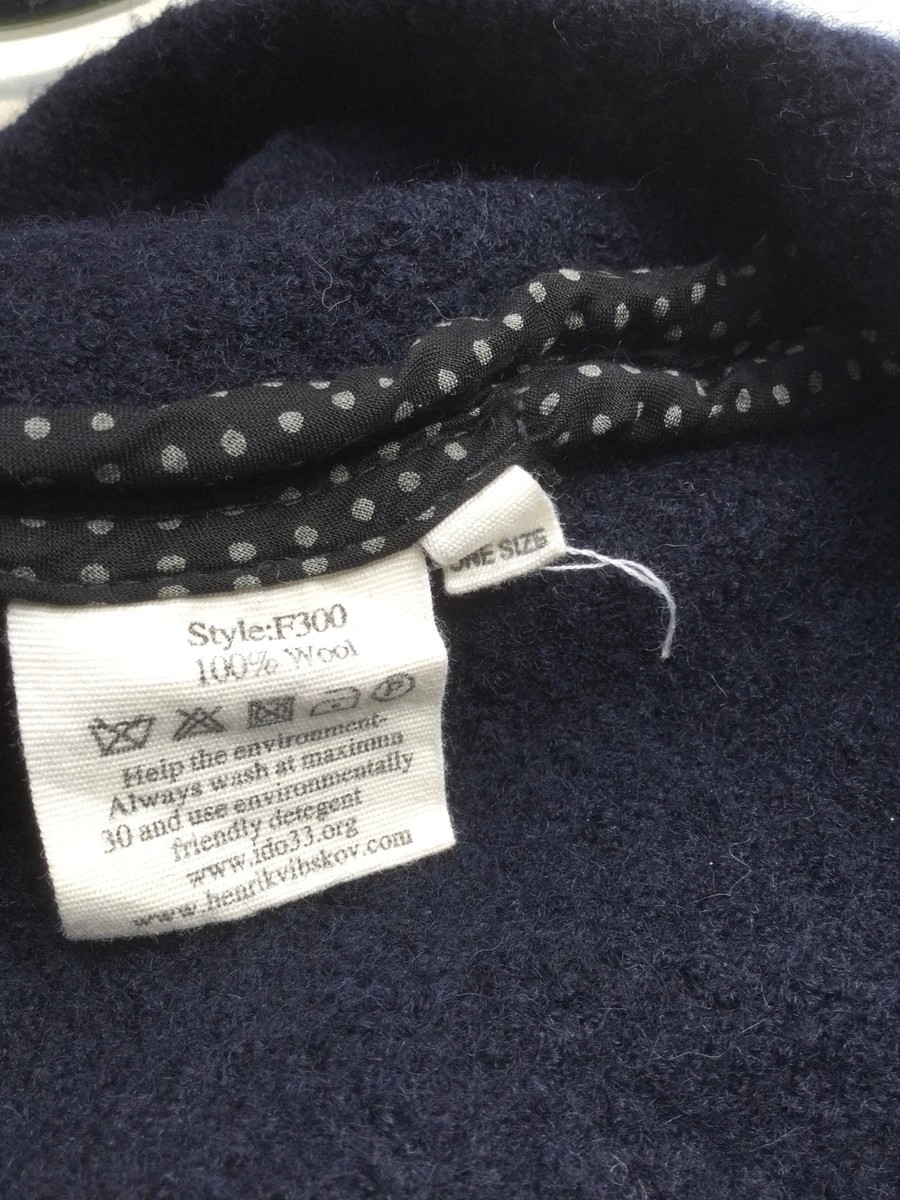 ONE SIZE
Style:F300
100% Wool
P
Help the environment-
Always wash at maximun
30 and use environmentally
friendly detegent
www.ido33.org
www.henrikvibskov.com